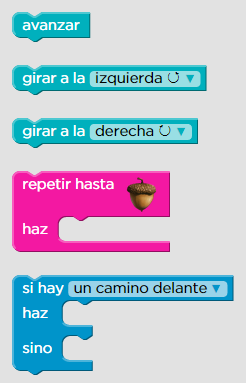 avanzar
girar a la izquierda ↻ ▼
girar a la derecha ↺ ▼
repetir hasta
haz
si hay un camino delante ▼
haz
sino